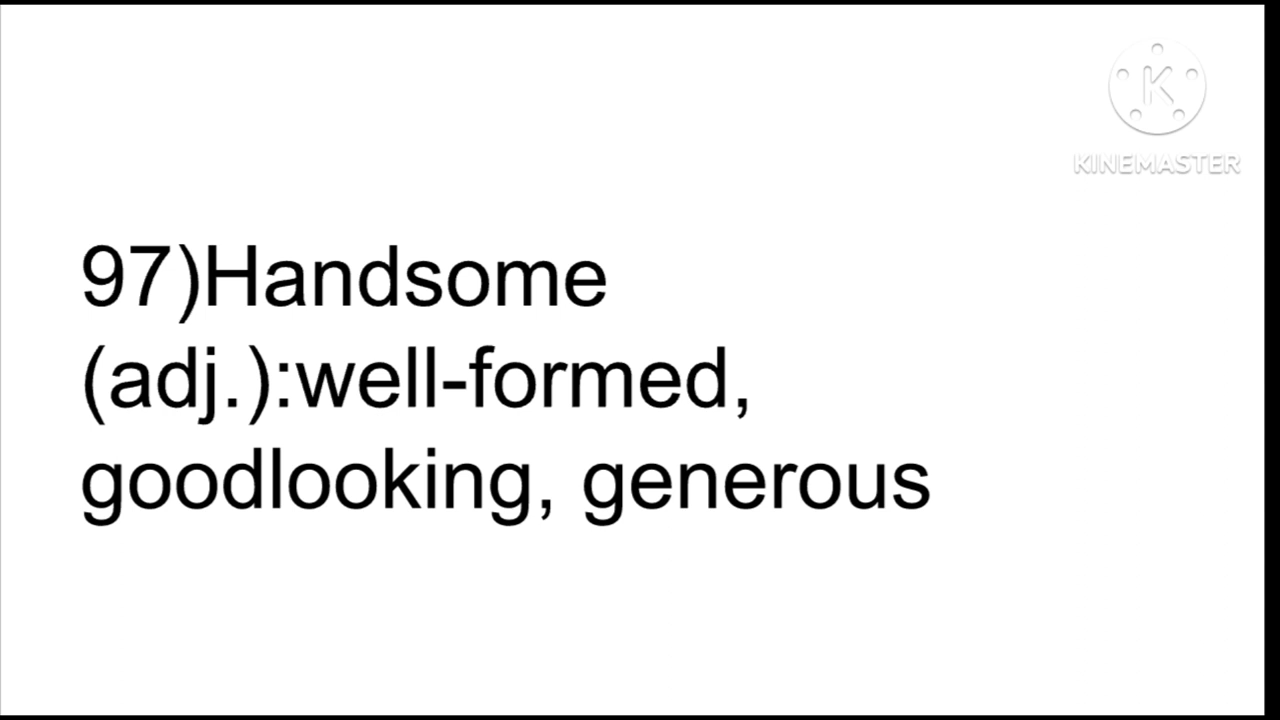 K
KINEMASTER
97)Handsome
(adj.):well-formed,
goodlooking, generous